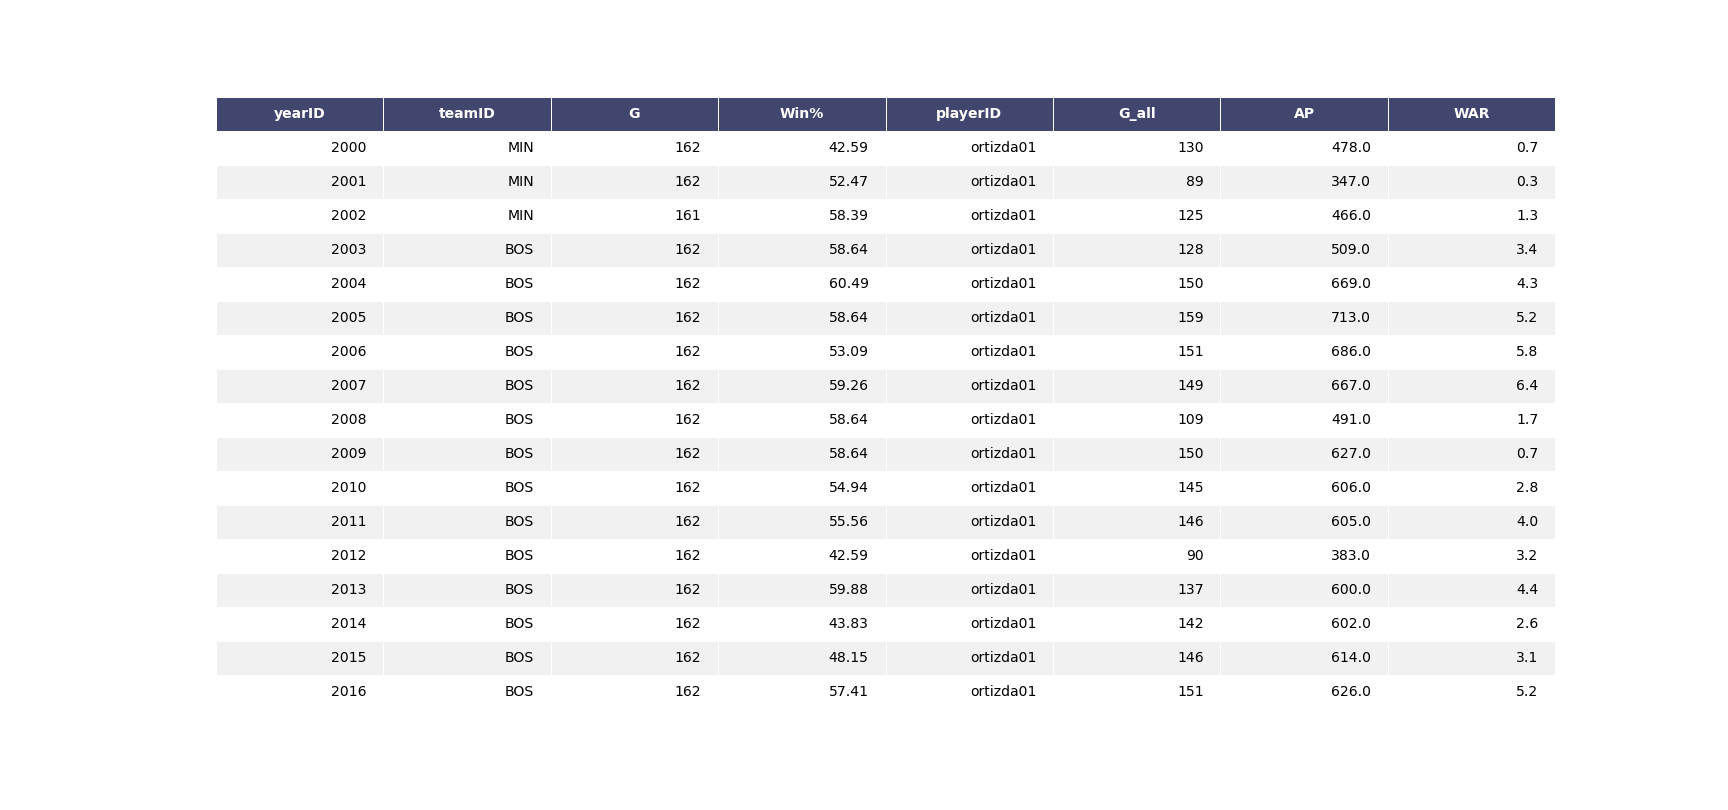 yearID teamID G Win% playerID G_all AP WAR
2000 MIN 162 42.59 ortizda01 130 478.0 0.7
2001 MIN 162 52.47 ortizda01 89 347.0 0.3
2002 MIN 161 58.39 ortizda01 125 466.0 1.3
2003 BOS 162 58.64 ortizda01 128 509.0 3.4
2004 BOS 162 60.49 ortizda01 150 669.0 4.3
2005 BOS 162 58.64 ortizda01 159 713.0 5.2
2006 BOS 162 53.09 ortizda01 151 686.0 5.8
2007 BOS 162 59.26 ortizda01 149 667.0 6.4
2008 BOS 162 58.64 ortizda01 109 491.0 1.7
2009 BOS 162 58.64 ortizda01 150 627.0 0.7
2010 BOS 162 54.94 ortizda01 145 606.0 2.8
2011 BOS 162 55.56 ortizda01 146 605.0 4.0
2012 BOS 162 42.59 ortizda01 90 383.0 3.2
2013 BOS 162 59.88 ortizda01 137 600.0 4.4
2014 BOS 162 43.83 ortizda01 142 602.0 2.6
2015 BOS 162 48.15 ortizda01 146 614.0 3.1
2016 BOS 162 57.41 ortizda01 151 626.0 5.2